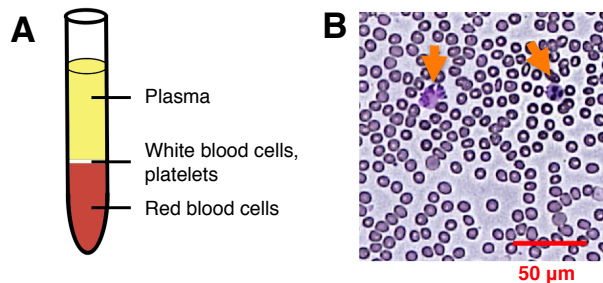 A
Plasma
White blood cells,
platelets
Red blood cells
B
50 µm